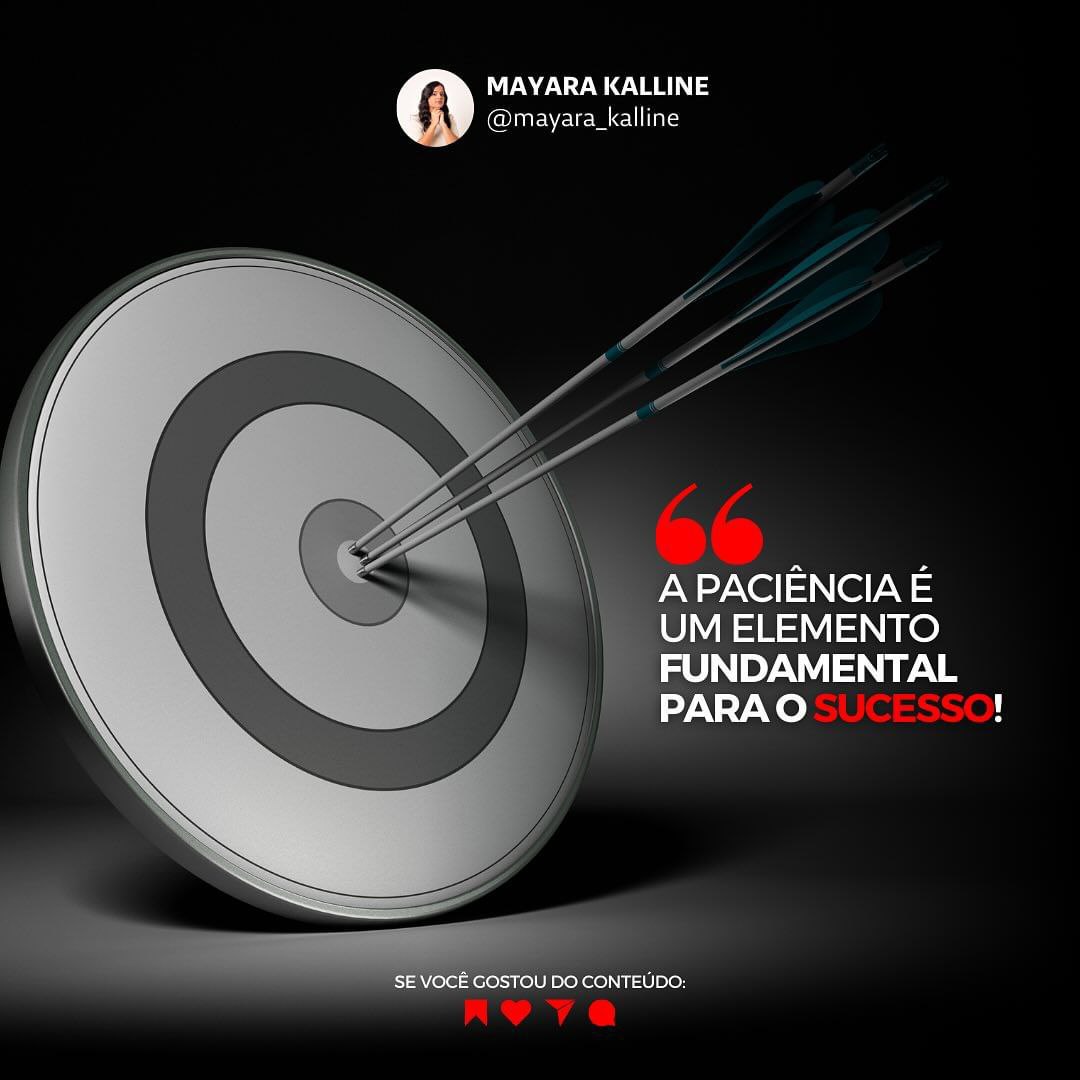 MAYARA KALLINE
@mayara_kalline
A PACIÊNCIA É
UM ELEMENTO
FUNDAMENTAL
PARA O SUCESSO!
SE VOCÊ GOSTOU DO CONTEÚDO: